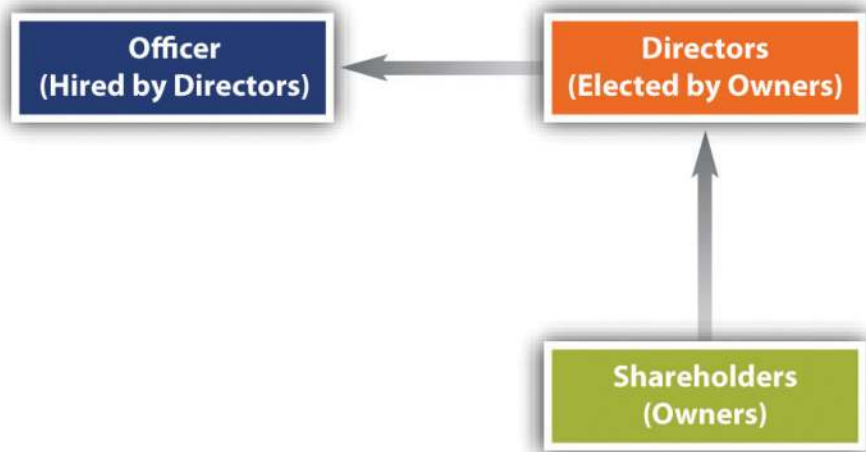 Officer
(Hired by Directors)
Directors
(Elected by Owners)
Shareholders
(Owners)